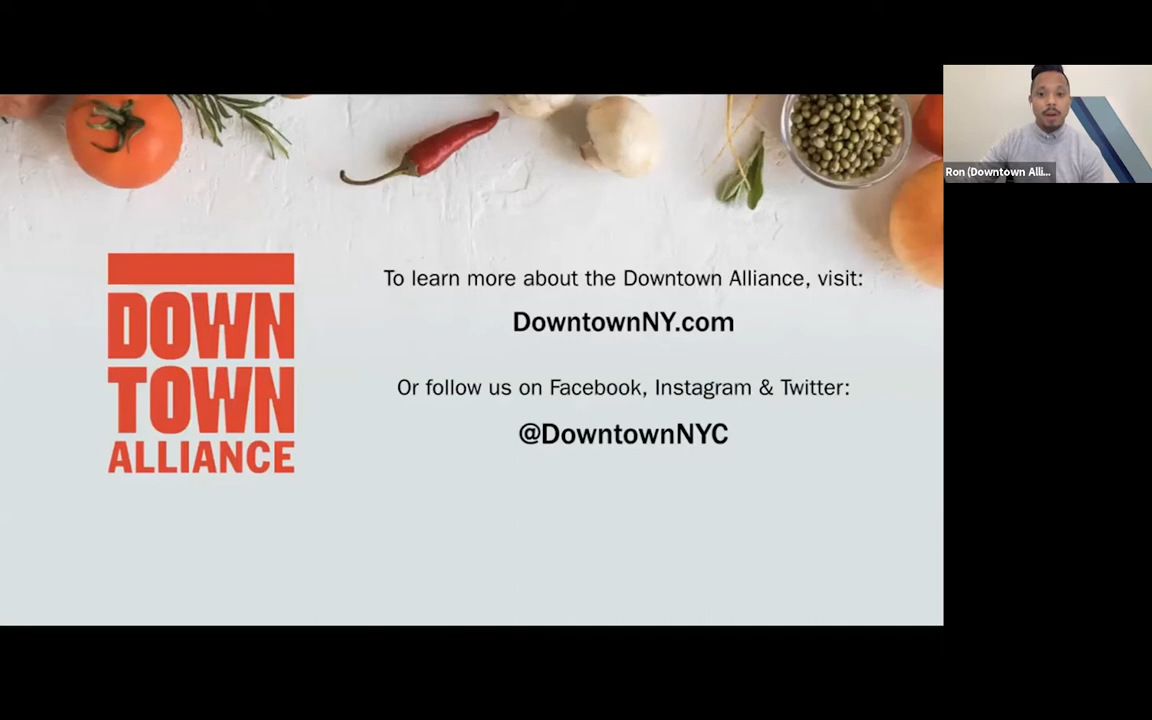 DOWN
TOWN
ALLIANCE
To learn more about the Downtown Alliance, visit:
DowntownNY.com
Or follow us on Facebook, Instagram & Twitter:
@DowntownNYC
Ron (Downtown Alli...